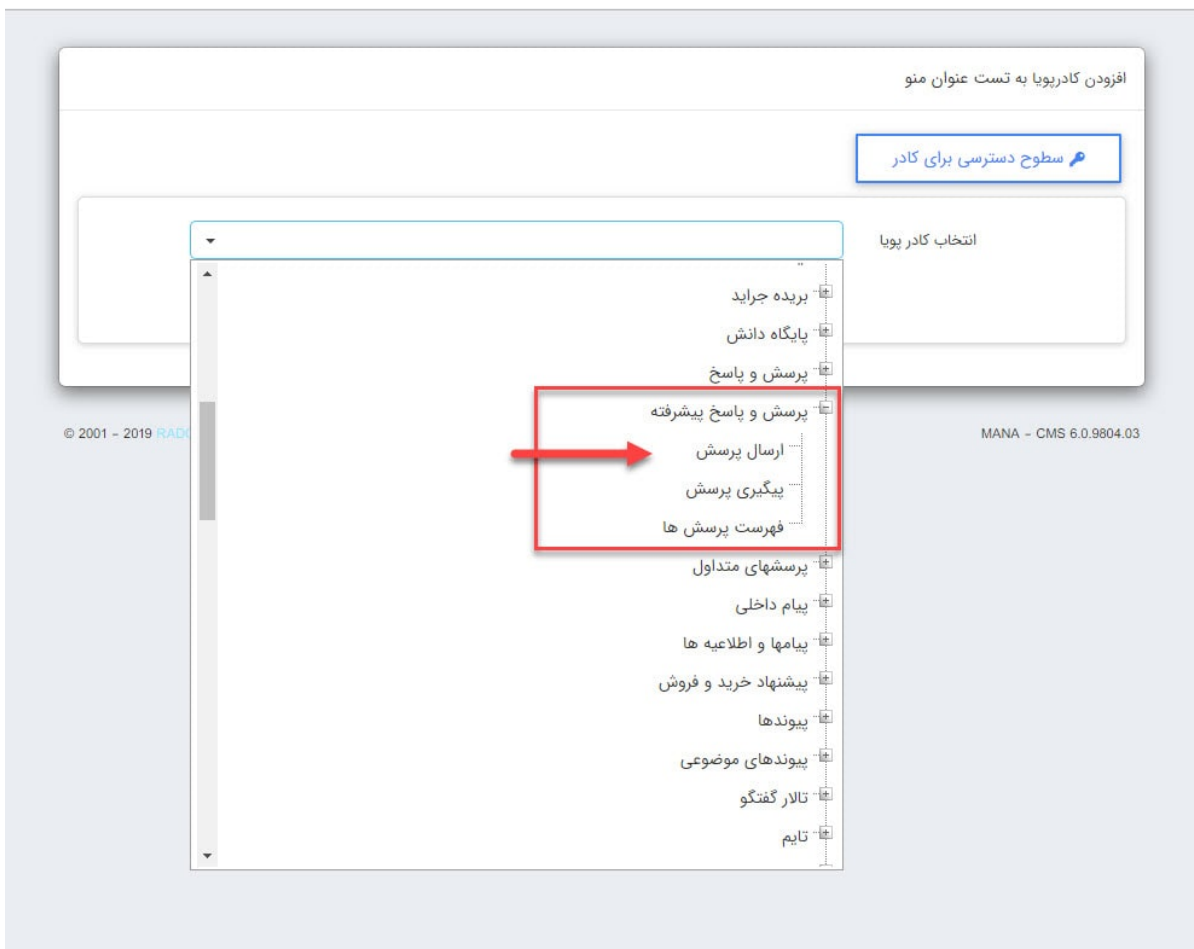 افزودن کادرپویا به تست عنوان منو
سطوح دسترسی برای کادر
انتخاب کادر پویا
بریده جراید
پایگاه دانش
پرسش و پاسخ
پرسش و پاسخ پیشرفته
ارسال پرسش
پیگیری پرسش
فهرست پرسش ها
پرسشهای متداول
پیام داخلی
پیامها و اطلاعیه ها
پیشنهاد خرید و فروش
پیوندها
پیوندهای موضوعی
تالار گفتگو
تایم
© 2001 - 2019
MANA - CMS 6.0.9804.03